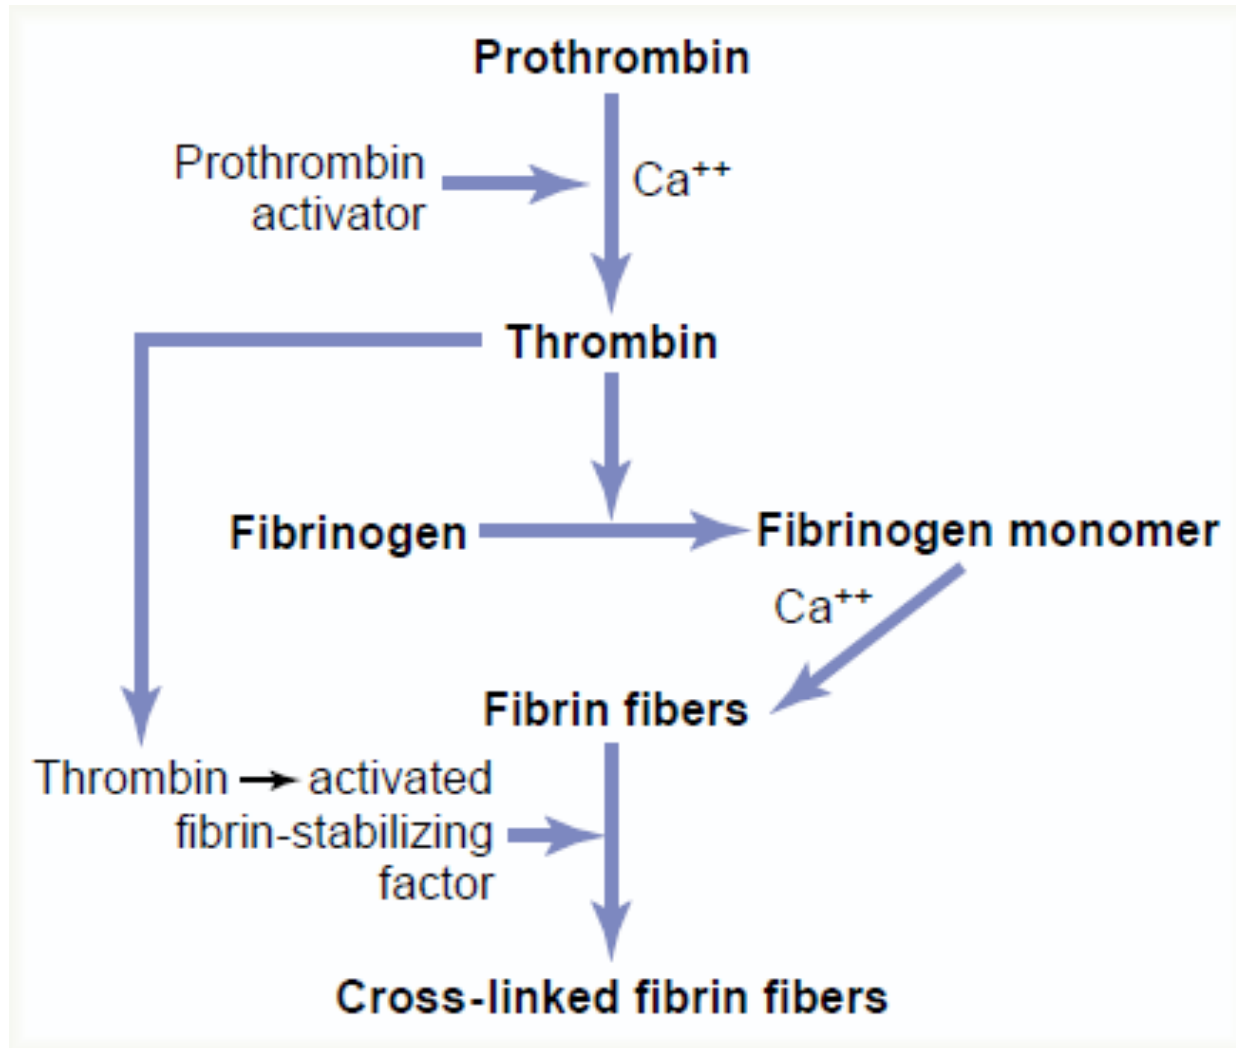 Prothrombin
Prothrombin
activator
Ca⁺⁺
Thrombin
Fibrinogen
Fibrinogen monomer
Ca⁺⁺
Fibrin fibers
Thrombin → activated
fibrin-stabilizing
factor
Cross-linked fibrin fibers